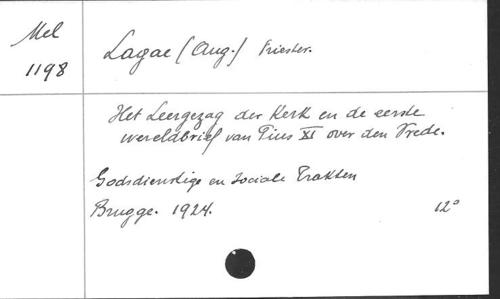 Mel
1198
Lagae (Aug.) Priester.
Het Leergezag der Kerk en de eerste
wereldbrief van Pius XI over den Vrede.
Godsdienstige en Sociale Trakten
Brugge. 1924. 12°